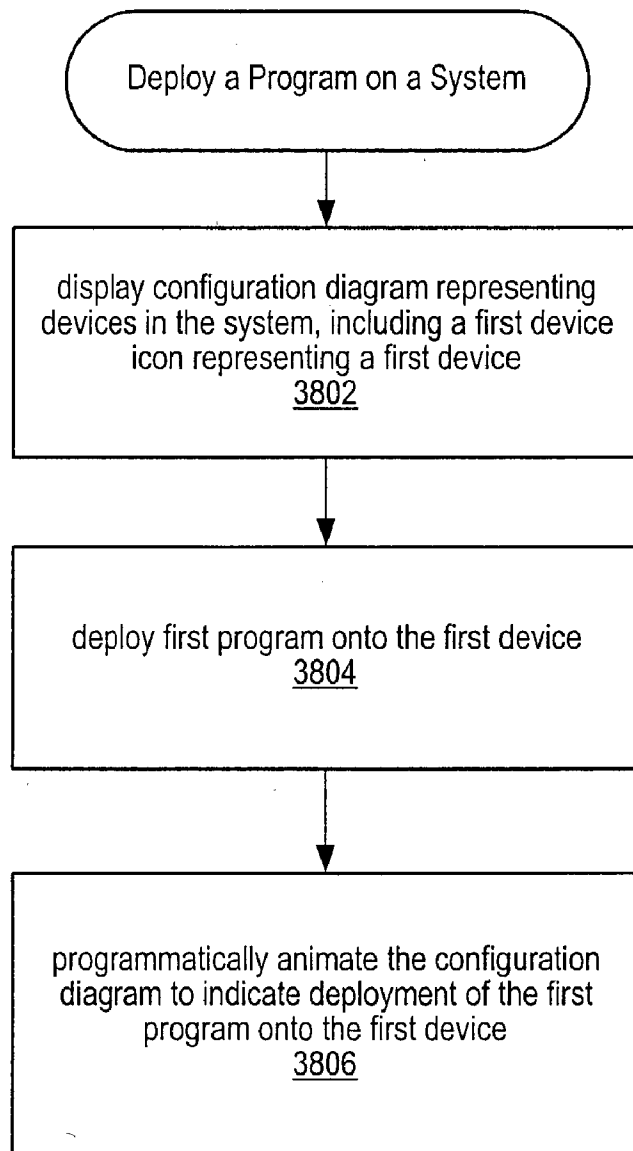 Deploy a Program on a System
display configuration diagram representing
devices in the system, including a first device
icon representing a first device
3802
deploy first program onto the first device
3804
programmatically animate the configuration
diagram to indicate deployment of the first
program onto the first device
3806